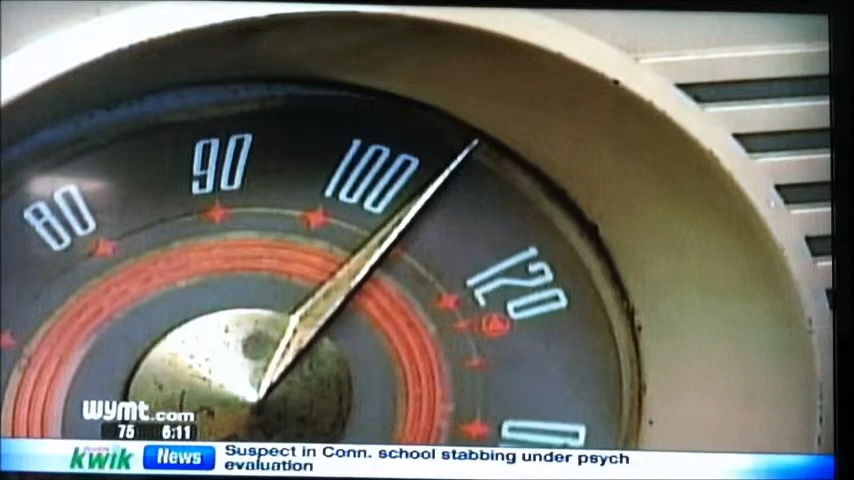 80
90
100
120
wymt.com
75 6:11
kwik News
Suspect in Conn. school stabbing under psych
evaluation